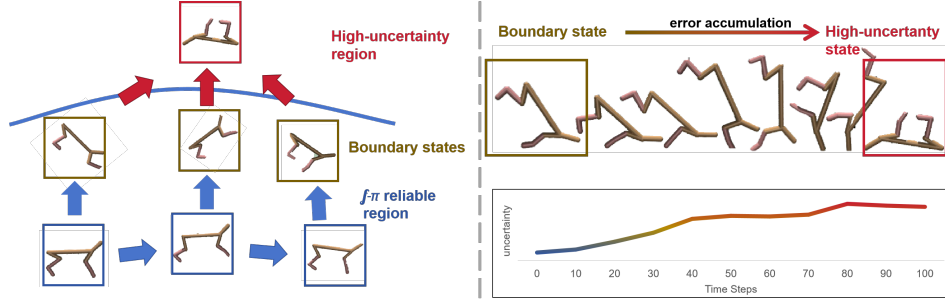 High-uncertainty
region
Boundary states
f-π reliable
region
Boundary state
error accumulation
High-uncertanty
state
uncertainty
0 10 20 30 40 50 60 70 80 90 100
Time Steps